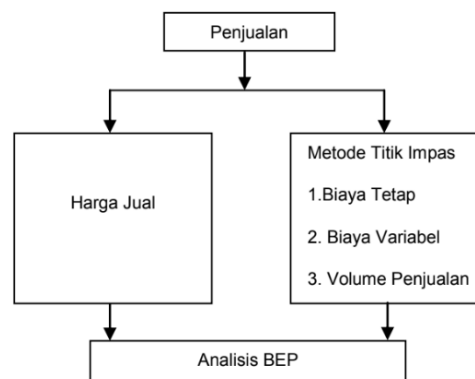 Penjualan
Harga Jual
Metode Titik Impas
1.Biaya Tetap
2. Biaya Variabel
3. Volume Penjualan
Analisis BEP